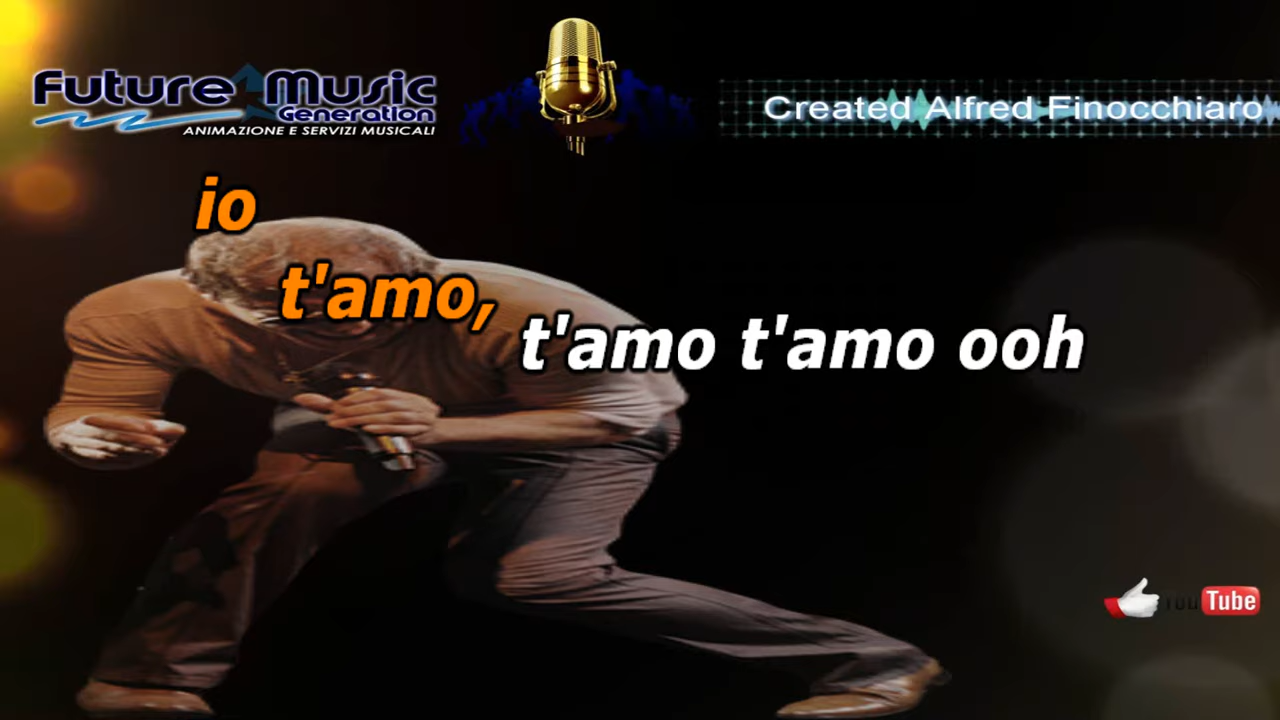 Future Music
Generation
ANIMAZIONE E SERVIZI MUSICALI
Created Alfred Finocchiaro
io
t'amo,
t'amo t'amo ooh
You Tube